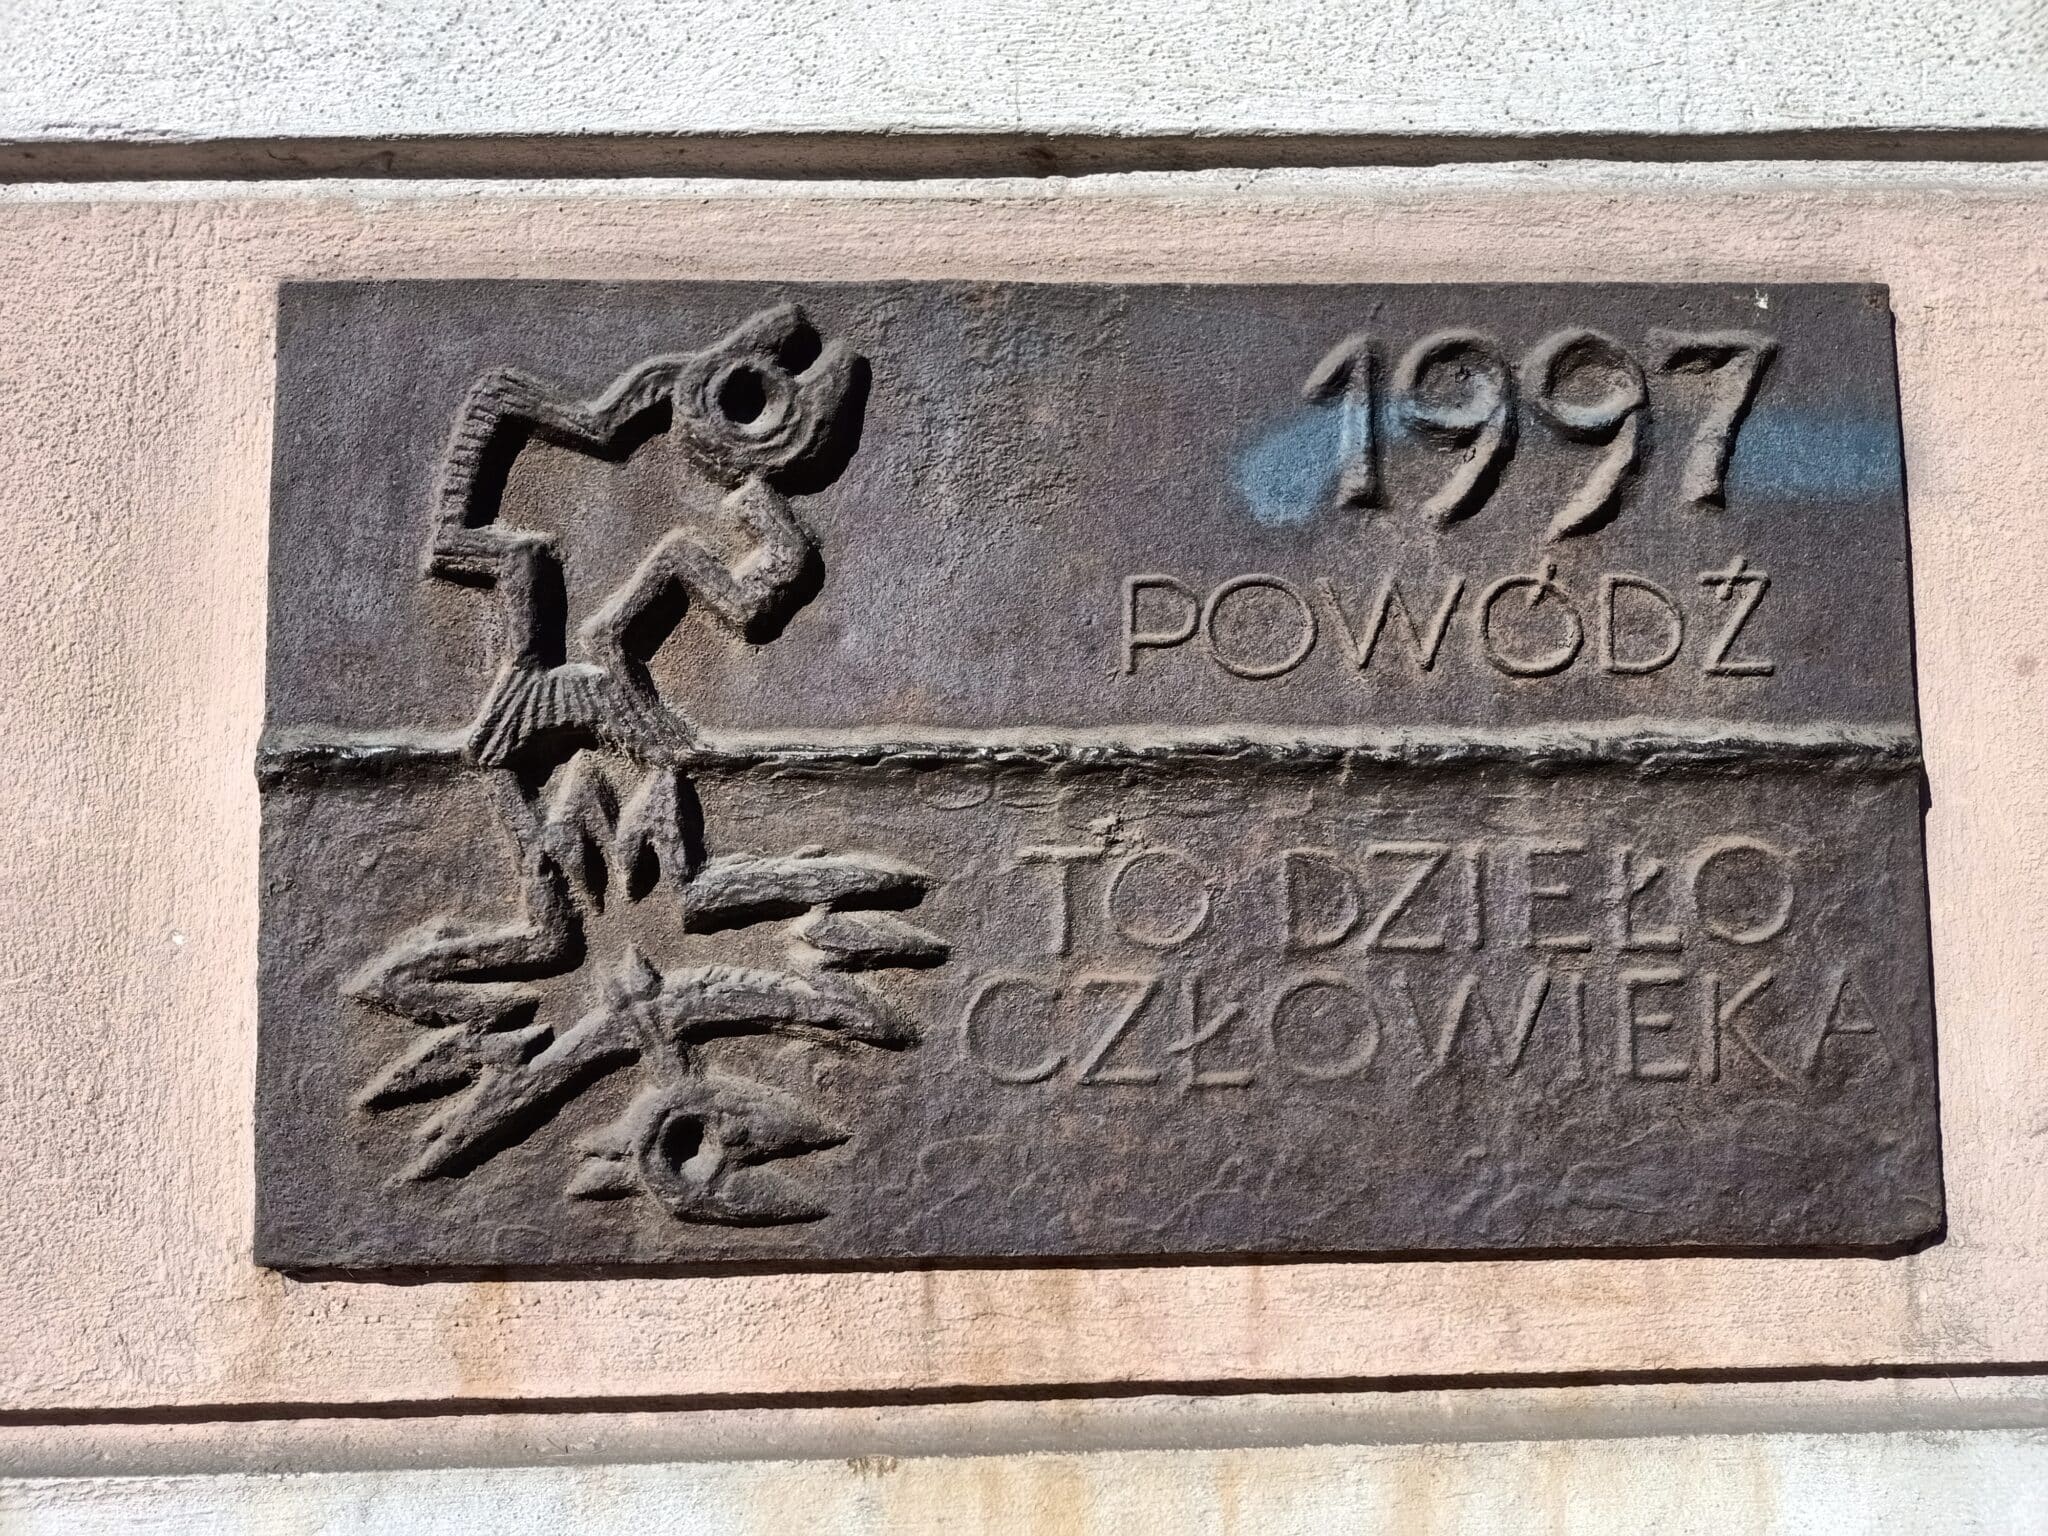 1997
POWÓDŹ
TO DZIEŁO
CZŁOWIEKA